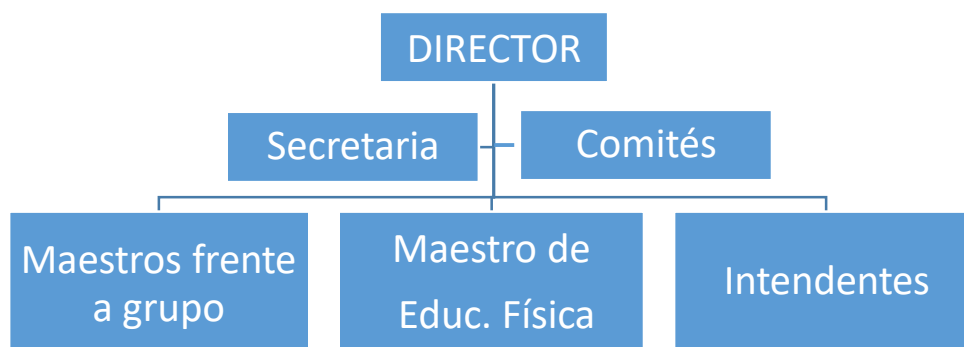 DIRECTOR
Secretaria
Comités
Maestros frente
a grupo
Maestro de
Educ. Física
Intendentes